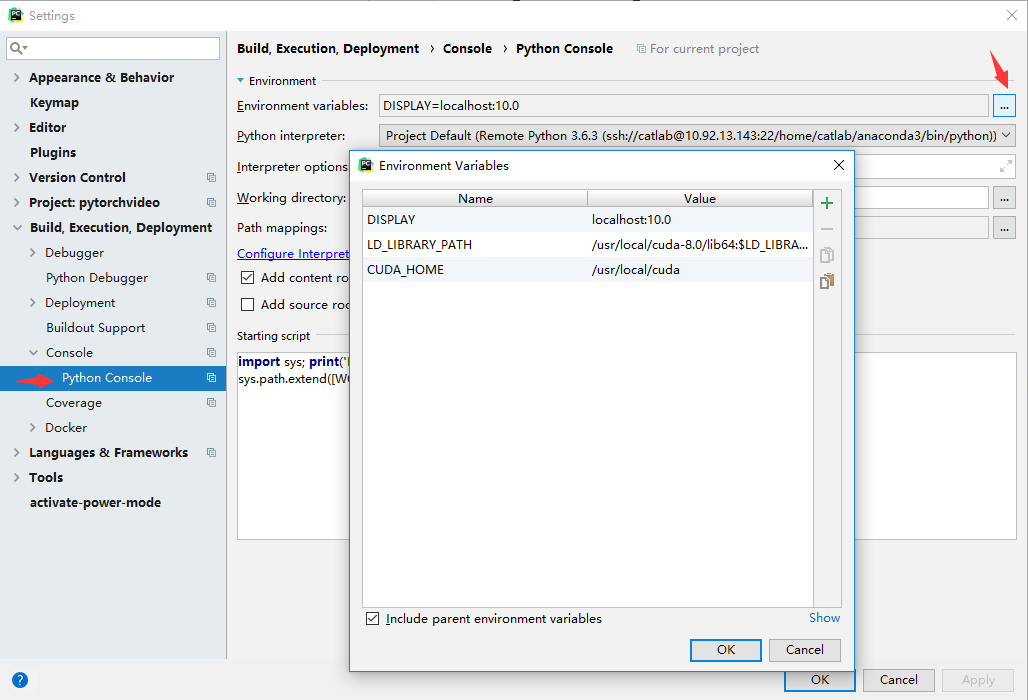 Settings
Build, Execution, Deployment › Console › Python Console For current project
Appearance & Behavior
Keymap
Editor
Plugins
Version Control
Project: pytorchvideo
Build, Execution, Deployment
Debugger
Python Debugger
Deployment
Buildout Support
Console
Python Console
Coverage
Docker
Languages & Frameworks
Tools
activate-power-mode
Environment
Environment variables: DISPLAY=localhost:10.0 ...
Python interpreter: Project Default (Remote Python 3.6.3 (ssh://catlab@10.92.13.143:22/home/catlab/anaconda3/bin/python))
Interpreter options
Working directory: ...
Path mappings: ...
Configure Interpret
Add content ro
Add source roo
Starting script
import sys; print('
sys.path.extend([W
Environment Variables
Name Value
DISPLAY localhost:10.0
LD_LIBRARY_PATH /usr/local/cuda-8.0/lib64:$LD_LIBRA...
CUDA_HOME /usr/local/cuda
Include parent environment variables Show
OK Cancel
? OK Cancel Apply